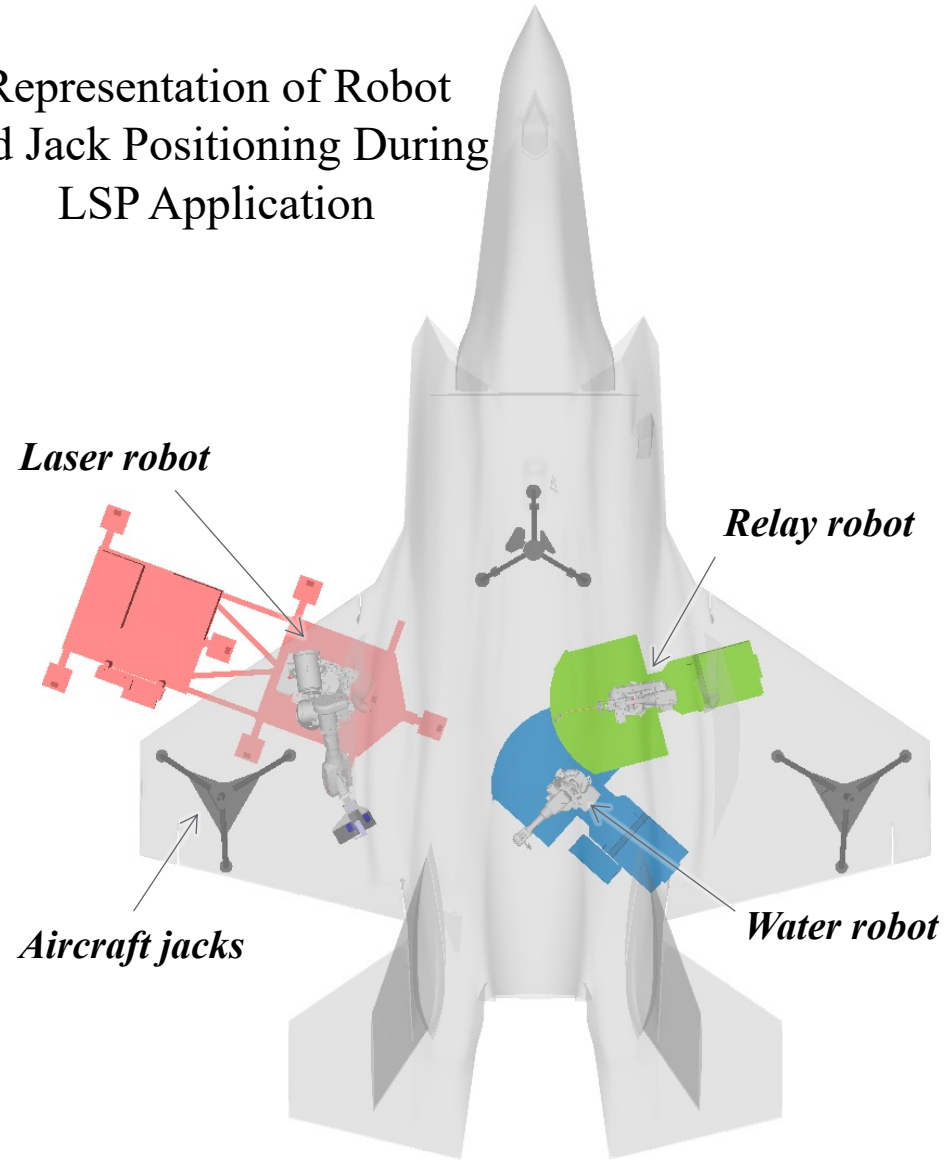 Representation of Robot
d Jack Positioning During
LSP Application
Laser robot
Relay robot
Aircraft jacks
Water robot